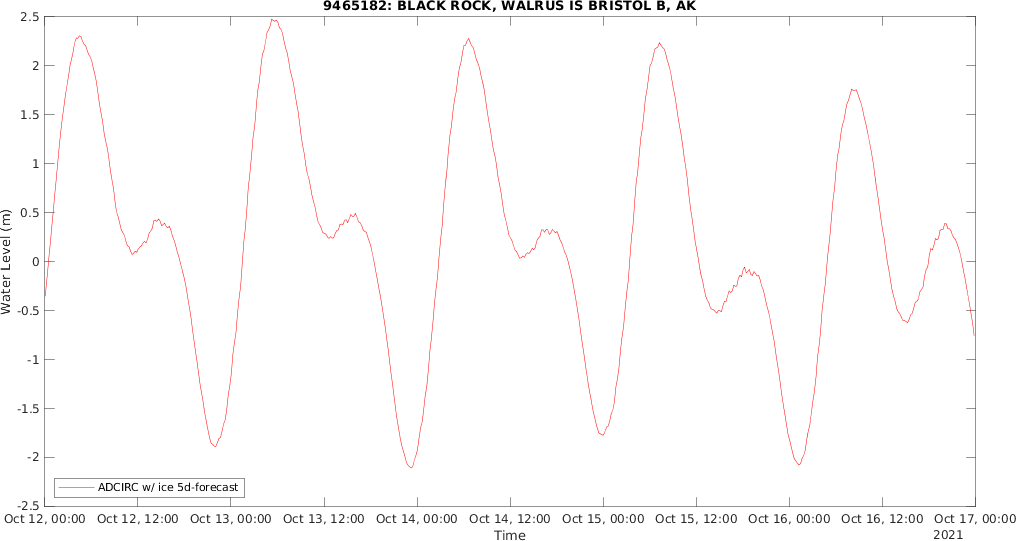 9465182: BLACK ROCK, WALRUS IS BRISTOL B, AK
2.5
2
1.5
1
0.5
0
-0.5
-1
-1.5
-2
-2.5
Water Level (m)
ADCIRC w/ ice 5d-forecast
Oct 12, 00:00 Oct 12, 12:00 Oct 13, 00:00 Oct 13, 12:00 Oct 14, 00:00 Oct 14, 12:00 Oct 15, 00:00 Oct 15, 12:00 Oct 16, 00:00 Oct 16, 12:00 Oct 17, 00:00
Time
2021